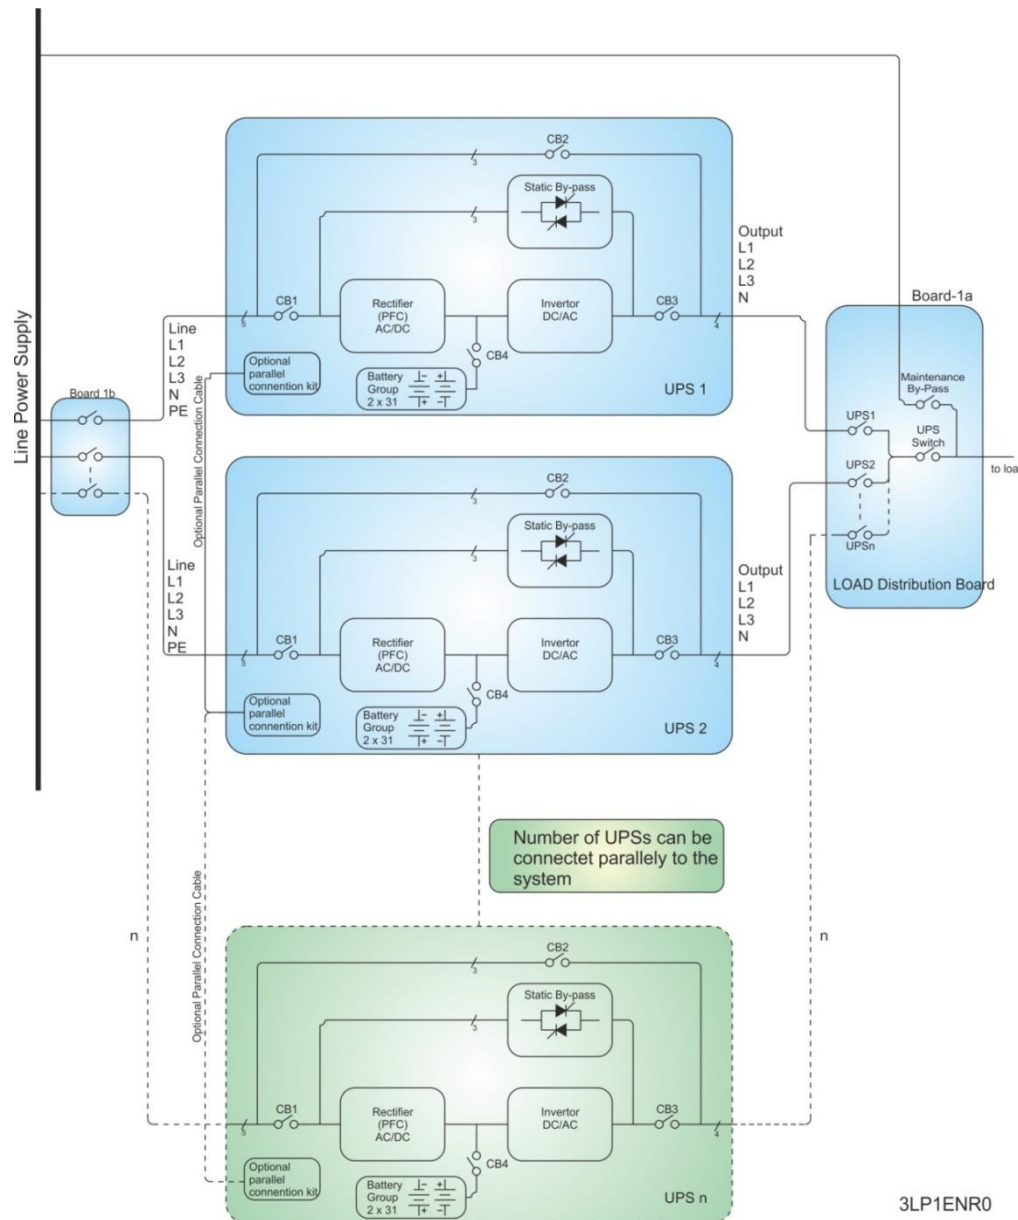 Line Power Supply
Board 1b
Line
L1
L2
L3
N
PE
Optional Parallel Connection Cable
CB2
3
Static By-pass
3
CB1
5
Rectifier
(PFC)
AC/DC
Invertor
DC/AC
CB3
4
CB4
Optional
parallel
connection kit
Battery
Group
2 x 31
UPS 1
Output
L1
L2
L3
N
Board-1a
Maintenance
By-Pass
UPS1
UPS
Switch
UPS2
to loa
UPSn
LOAD Distribution Board
Line
L1
L2
L3
N
PE
CB2
3
Static By-pass
3
CB1
5
Rectifier
(PFC)
AC/DC
Invertor
DC/AC
CB3
4
CB4
Optional
parallel
connection kit
Battery
Group
2 x 31
UPS 2
Output
L1
L2
L3
N
Number of UPSs can be
connectet parallely to the
system
n
Optional Parallel Connection Cable
n
CB2
3
Static By-pass
3
CB1
5
Rectifier
(PFC)
AC/DC
Invertor
DC/AC
CB3
4
CB4
Optional
parallel
connection kit
Battery
Group
2 x 31
UPS n
3LP1ENR0